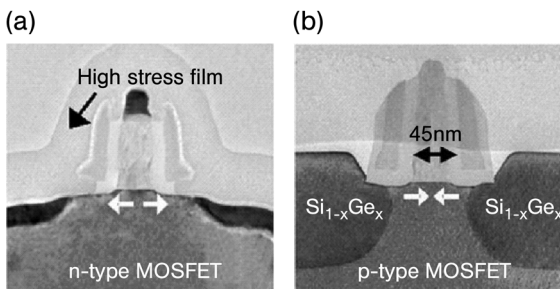 (a)
High stress film
n-type MOSFET
(b)
45nm
Si1-xGex
Si1-xGex
p-type MOSFET